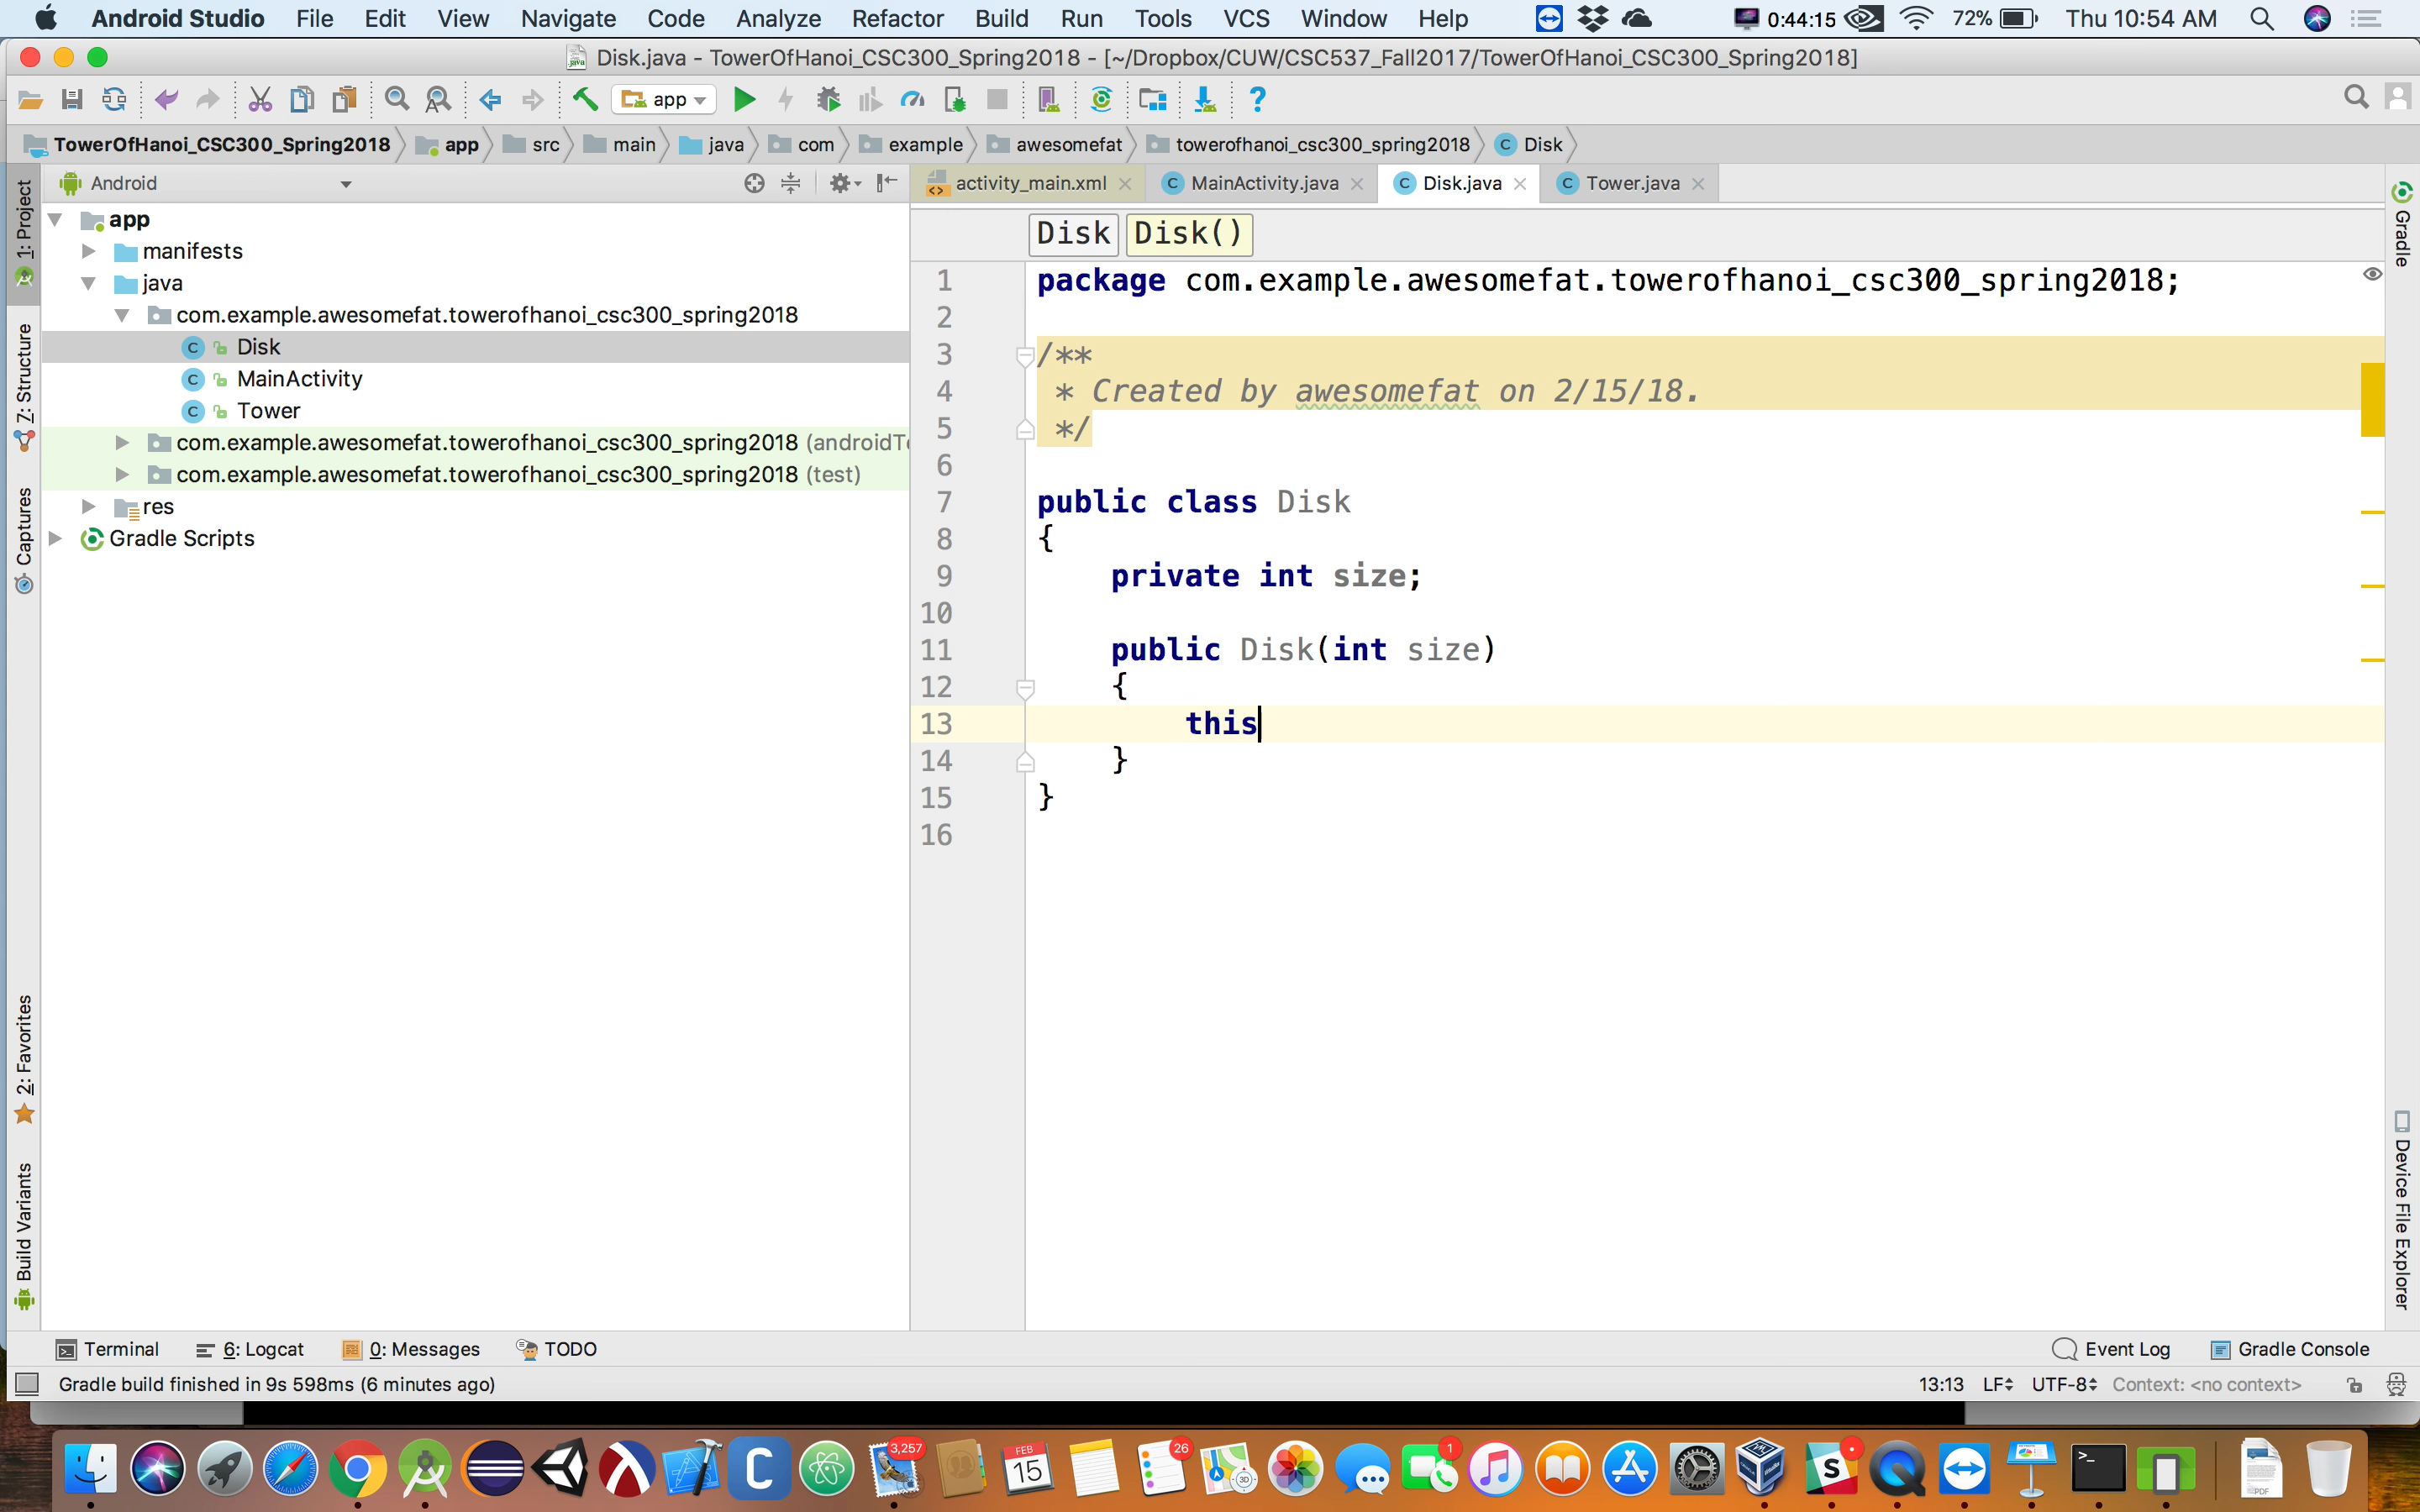 Android Studio File Edit View Navigate Code Analyze Refactor Build Run Tools VCS Window Help 0:44:15 72% Thu 10:54 AM
Disk.java - TowerOfHanoi_CSC300_Spring2018 - [~/Dropbox/CUW/CSC537_Fall2017/TowerOfHanoi_CSC300_Spring2018]
app
TowerOfHanoi_CSC300_Spring2018 app src main java com example awesomefat towerofhanoi_csc300_spring2018 Disk
Android
activity_main.xml MainActivity.java Disk.java Tower.java
1: Project
Z: Structure
Captures
2: Favorites
Build Variants
app
manifests
java
com.example.awesomefat.towerofhanoi_csc300_spring2018
Disk
MainActivity
Tower
com.example.awesomefat.towerofhanoi_csc300_spring2018 (androidTe
com.example.awesomefat.towerofhanoi_csc300_spring2018 (test)
res
Gradle Scripts
Disk Disk()
1 package com.example.awesomefat.towerofhanoi_csc300_spring2018;
2
3 /**
4 * Created by awesomefat on 2/15/18.
5 */
6
7 public class Disk
8 {
9 private int size;
10
11 public Disk(int size)
12 {
13 this
14 }
15 }
16
Gradle
Device File Explorer
Terminal 6: Logcat 0: Messages TODO Event Log Gradle Console
Gradle build finished in 9s 598ms (6 minutes ago) 13:13 LF UTF-8 Context: <no context>
3,257 FEB 15 26 3D 1 PDF